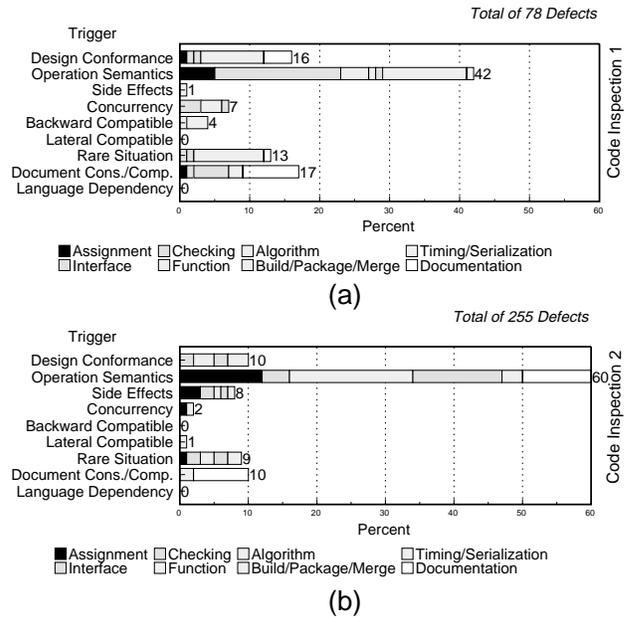 Total of 78 Defects
Trigger
Design Conformance 16
Operation Semantics 42
Side Effects 1
Concurrency 7
Backward Compatible 4
Lateral Compatible 0
Rare Situation 13
Document Cons./Comp. 17
Language Dependency 0
Code Inspection 1
0 10 20 30 40 50 60
Percent
Assignment Checking Algorithm Timing/Serialization
Interface Function Build/Package/Merge Documentation
(a)
Total of 255 Defects
Trigger
Design Conformance 10
Operation Semantics 60
Side Effects 8
Concurrency 2
Backward Compatible 0
Lateral Compatible 1
Rare Situation 9
Document Cons./Comp. 10
Language Dependency 0
Code Inspection 2
0 10 20 30 40 50 60
Percent
Assignment Checking Algorithm Timing/Serialization
Interface Function Build/Package/Merge Documentation
(b)